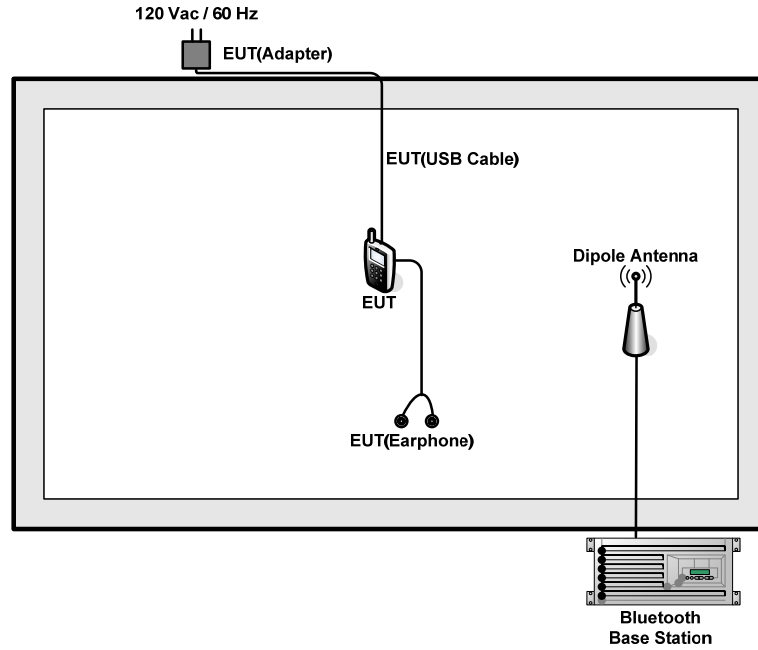 120 Vac / 60 Hz
EUT(Adapter)
EUT(USB Cable)
EUT
Dipole Antenna
EUT(Earphone)
Bluetooth
Base Station